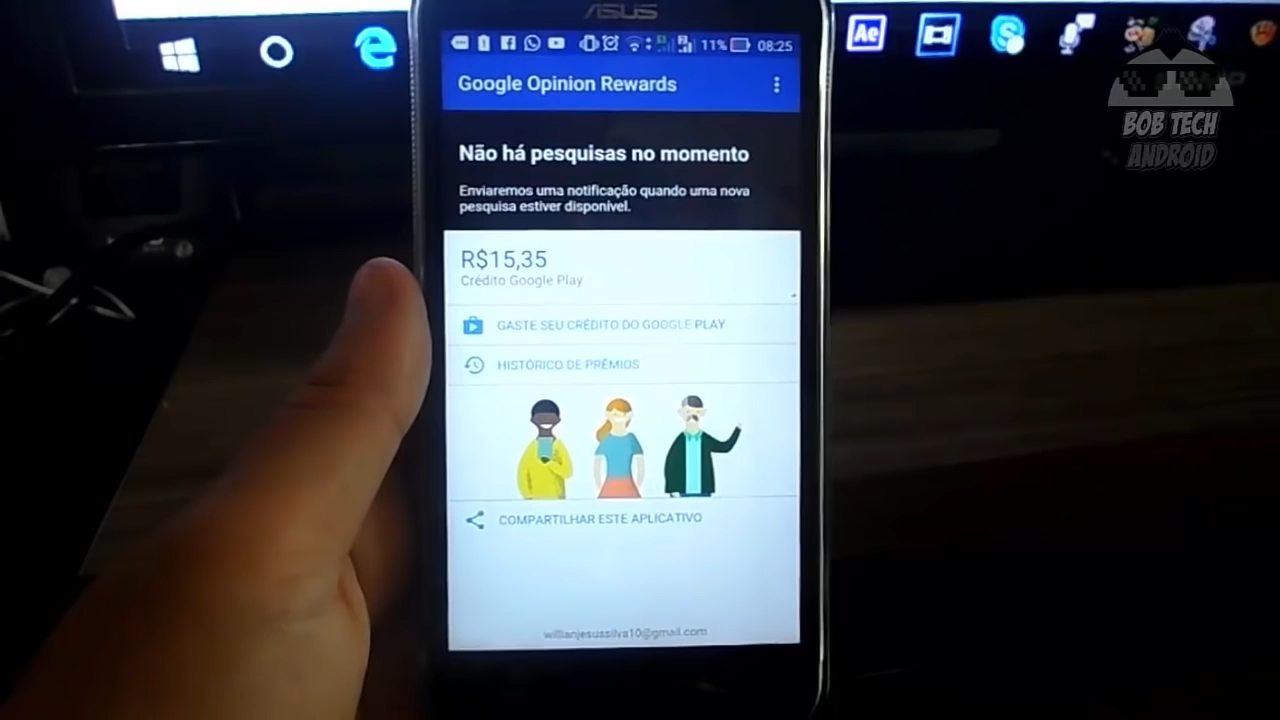 ASUS
11% 08:25
Ae
Google Opinion Rewards
BOB TECH
ANDROID
Não há pesquisas no momento
Enviaremos uma notificação quando uma nova
pesquisa estiver disponível.
R$15,35
Crédito Google Play
GASTE SEU CRÉDITO DO GOOGLE PLAY
HISTÓRICO DE PRÊMIOS
COMPARTILHAR ESTE APLICATIVO
willianjesussilva10@gmail.com